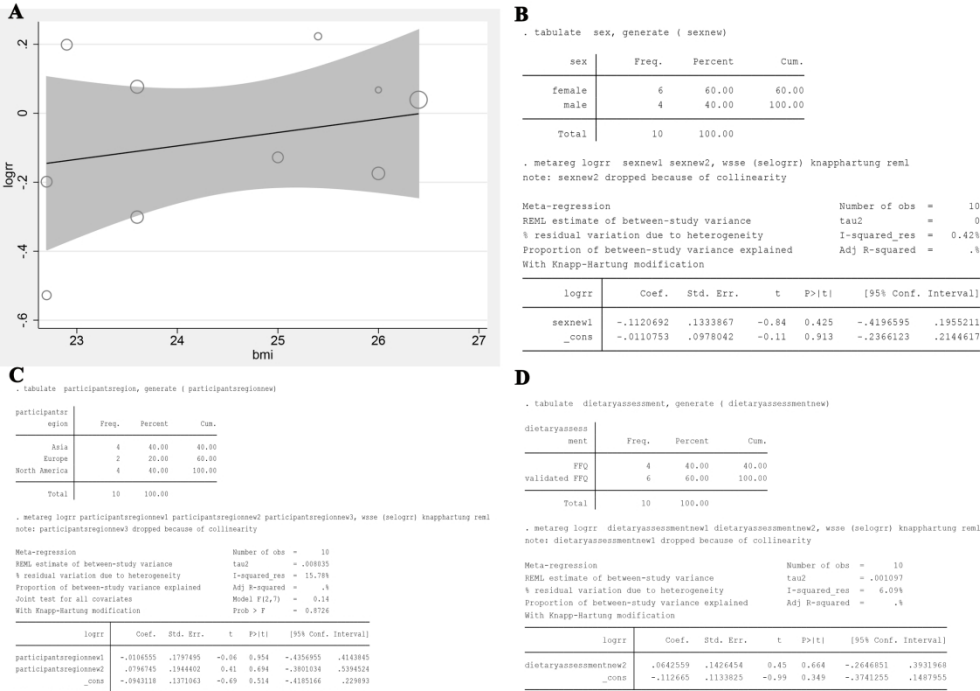 A
.2
0
-.2
-.4
-.6
logrr
23 24 25 26 27
bmi
B
. tabulate sex, generate ( sexnew)
sex Freq. Percent Cum.
female 6 60.00 60.00
male 4 40.00 100.00
Total 10 100.00
. metareg logrr sexnew1 sexnew2, wsse (selogrr) knapphartung reml
note: sexnew2 dropped because of collinearity
Meta-regression Number of obs = 10
REML estimate of between-study variance tau2 = 0
% residual variation due to heterogeneity I-squared_res = 0.42%
Proportion of between-study variance explained Adj R-squared = .%
With Knapp-Hartung modification
logrr Coef. Std. Err. t P>|t| [95% Conf. Interval]
sexnew1 -.1120692 .1333867 -0.84 0.425 -.4196595 .1955211
_cons -.0110753 .0978042 -0.11 0.913 -.2366123 .2144617
C
. tabulate participantsregion, generate ( participantsregionnew)
participantsr
egion Freq. Percent Cum.
Asia 4 40.00 40.00
Europe 2 20.00 60.00
North America 4 40.00 100.00
Total 10 100.00
. metareg logrr participantsregionnew1 participantsregionnew2 participantsregionnew3, wsse (selogrr) knapphartung reml
note: participantsregionnew3 dropped because of collinearity
Meta-regression Number of obs = 10
REML estimate of between-study variance tau2 = .008035
% residual variation due to heterogeneity I-squared_res = 15.78%
Proportion of between-study variance explained Adj R-squared = .%
Joint test for all covariates Model F(2,7) = 0.14
With Knapp-Hartung modification Prob > F = 0.8726
logrr Coef. Std. Err. t P>|t| [95% Conf. Interval]
participantsregionnew1 -.0106555 .1797495 -0.06 0.954 -.4356955 .4143845
participantsregionnew2 .0796745 .1944402 0.41 0.694 -.3801034 .5394524
_cons -.0943118 .1371063 -0.69 0.514 -.4185166 .229893
D
. tabulate dietaryassessment, generate ( dietaryassessmentnew)
dietaryassess
ment Freq. Percent Cum.
FFQ 4 40.00 40.00
validated FFQ 6 60.00 100.00
Total 10 100.00
. metareg logrr dietaryassessmentnew1 dietaryassessmentnew2, wsse (selogrr) knapphartung reml
note: dietaryassessmentnew1 dropped because of collinearity
Meta-regression Number of obs = 10
REML estimate of between-study variance tau2 = .001097
% residual variation due to heterogeneity I-squared_res = 6.09%
Proportion of between-study variance explained Adj R-squared = .%
With Knapp-Hartung modification
logrr Coef. Std. Err. t P>|t| [95% Conf. Interval]
dietaryassessmentnew2 .0642559 .1426454 0.45 0.664 -.2646851 .3931968
_cons -.112665 .1133825 -0.99 0.349 -.3741255 .1487955